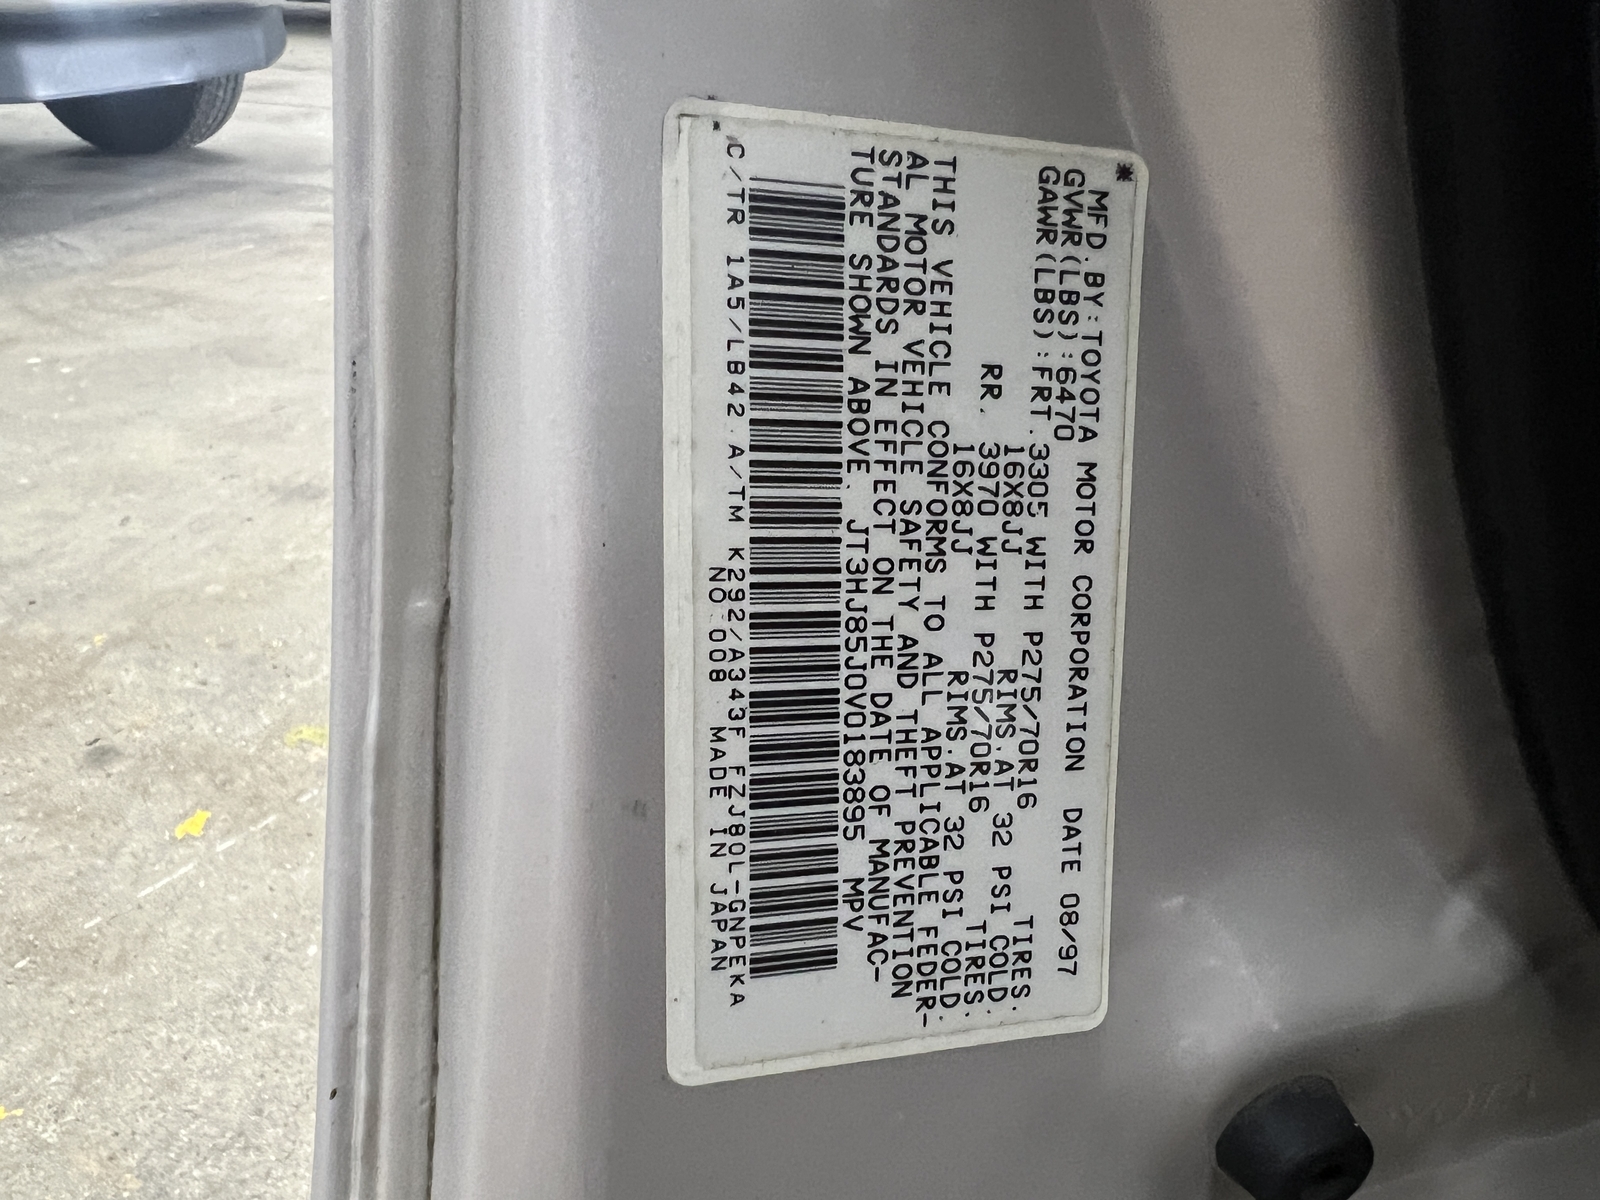 MFD. BY: TOYOTA MOTOR CORPORATION DATE 08/97
GVWR(LBS):6470
GAWR(LBS):FRT. 3305 WITH P275/70R16 TIRES.
16X8JJ RIMS.AT 32 PSI COLD.
RR. 3970 WITH P275/70R16 TIRES.
16X8JJ RIMS.AT 32 PSI COLD.
THIS VEHICLE CONFORMS TO ALL APPLICABLE FEDER-
AL MOTOR VEHICLE SAFETY AND THEFT PREVENTION
STANDARDS IN EFFECT ON THE DATE OF MANUFAC-
TURE SHOWN ABOVE. JT3HJ85J0V0183895 MPV
C/TR 1A5/LB42 A/TM K292/A343F FZJ80L-GNPEKA
NO.008 MADE IN JAPAN